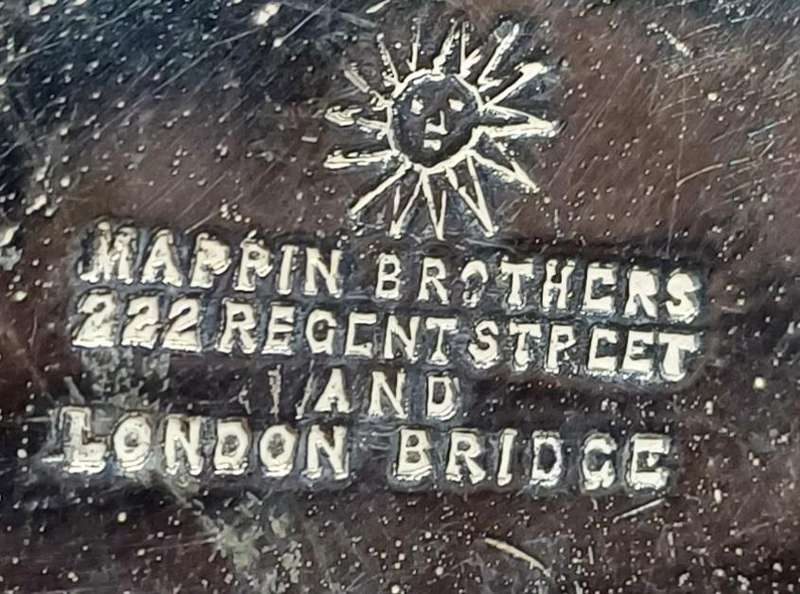 MAPPIN BROTHERS
222 REGENT STREET
AND
LONDON BRIDGE